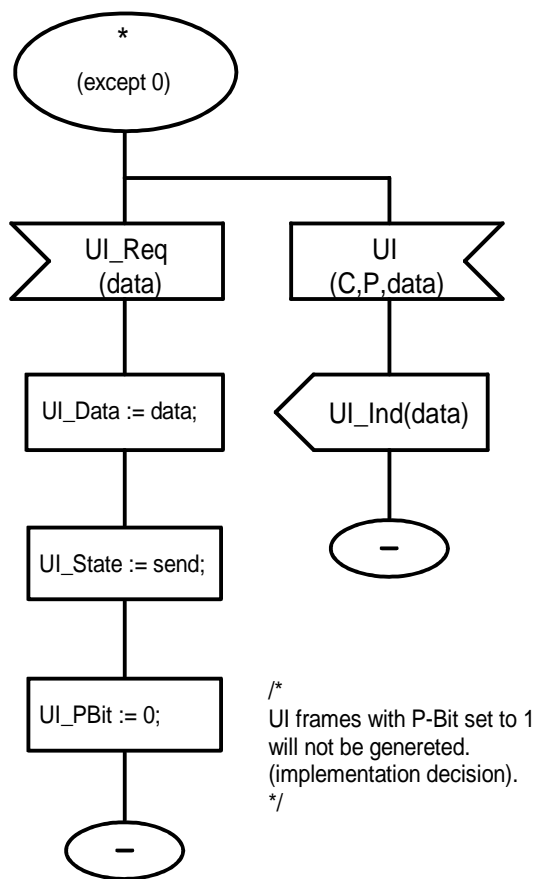 *
(except 0)
UI_Req
(data)
UI_Data := data;
UI_State := send;
UI_PBit := 0;
–
UI
(C,P,data)
UI_Ind(data)
–
/*
UI frames with P-Bit set to 1
will not be genereted.
(implementation decision).
*/